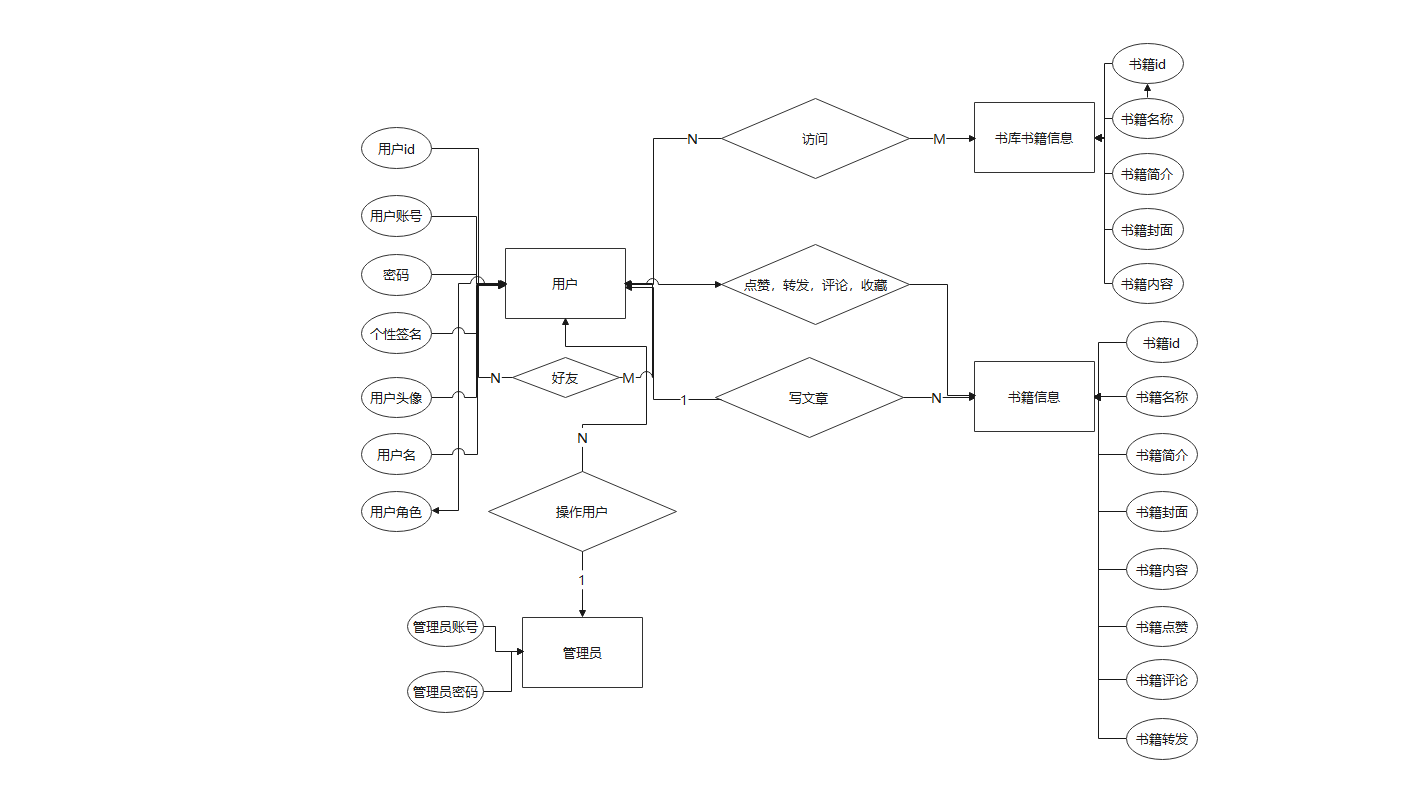 书籍id
书籍名称
书籍简介
书籍封面
书籍内容
N
访问
M
书库书籍信息
用户id
用户账号
密码
个性签名
用户头像
用户名
用户角色
用户
点赞，转发，评论，收藏
N
好友
M
1
写文章
N
书籍信息
书籍id
书籍名称
书籍简介
书籍封面
书籍内容
书籍点赞
书籍评论
书籍转发
N
操作用户
1
管理员账号
管理员密码
管理员